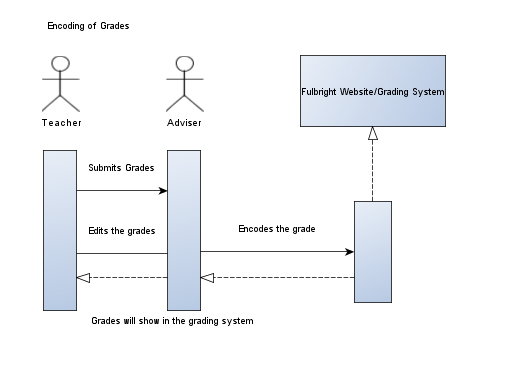 Encoding of Grades
Teacher
Adviser
Fulbright Website/Grading System
Submits Grades
Edits the grades
Encodes the grade
Grades will show in the grading system